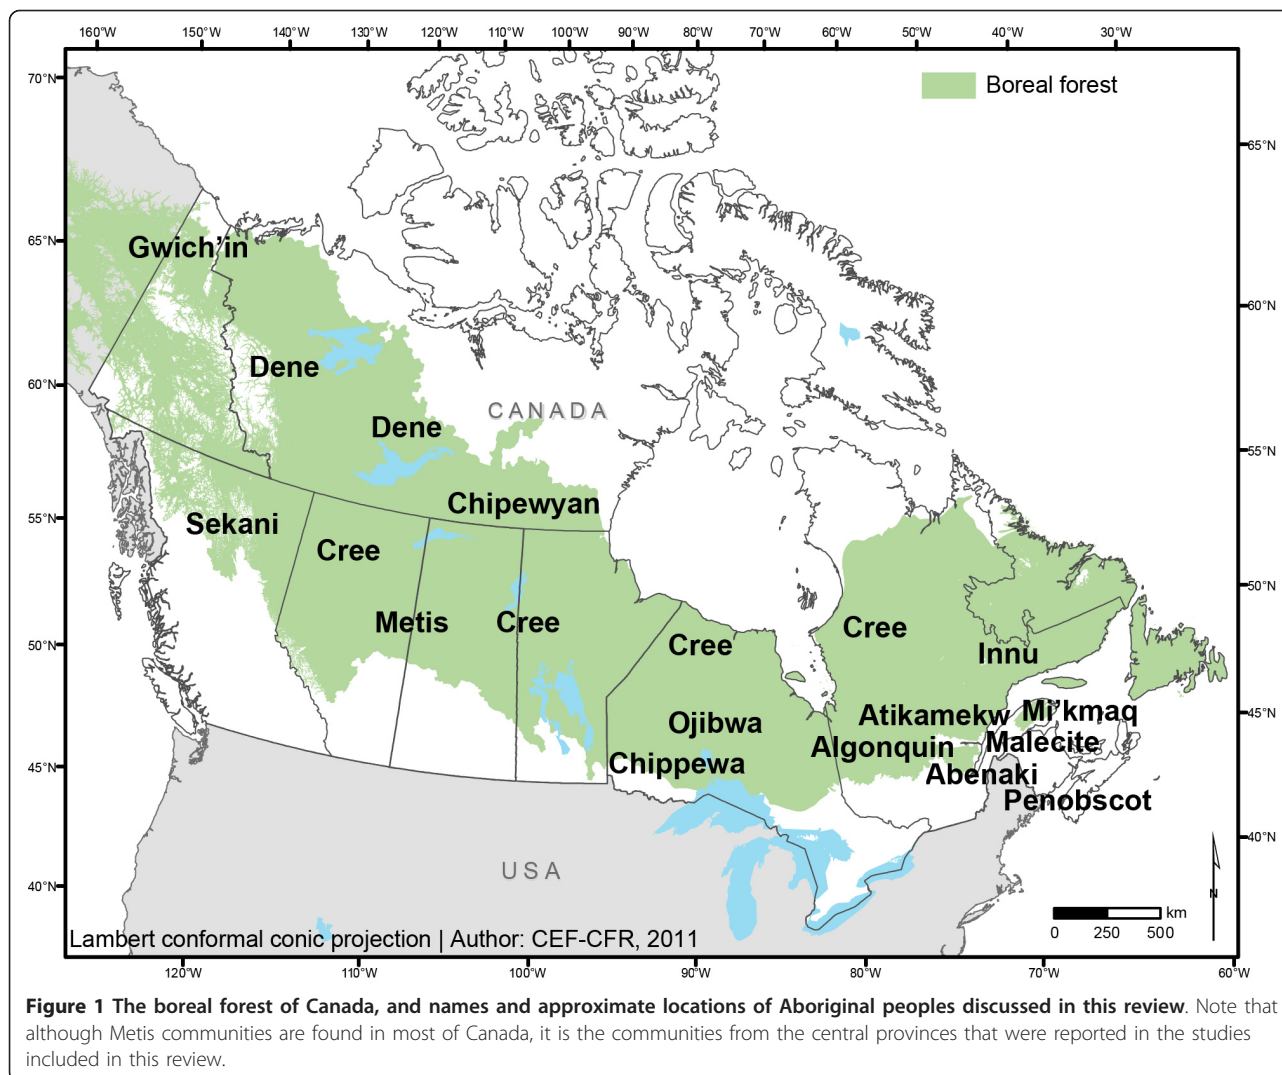 160°W 150°W 140°W 130°W 120°W 110°W 100°W 90°W 80°W 70°W 60°W 50°W 40°W 30°W
70°N
Boreal forest
65°N
65°N
Gwich’in
60°N
Dene
60°N
CANADA
Dene
55°N
Chipewyan
55°N
Sekani
Cree
50°N
Metis
Cree
Cree
Cree
50°N
Innu
Ojibwa
Atikamekw
Mi’kmaq
45°N
Algonquin
Malecite
45°N
Chippewa
Abenaki
Penobscot
40°N
USA
40°N
N
km
0 250 500
Lambert conformal conic projection | Author: CEF-CFR, 2011
120°W 110°W 100°W 90°W 80°W 70°W 60°W
Figure 1 The boreal forest of Canada, and names and approximate locations of Aboriginal peoples discussed in this review. Note that
although Metis communities are found in most of Canada, it is the communities from the central provinces that were reported in the studies
included in this review.